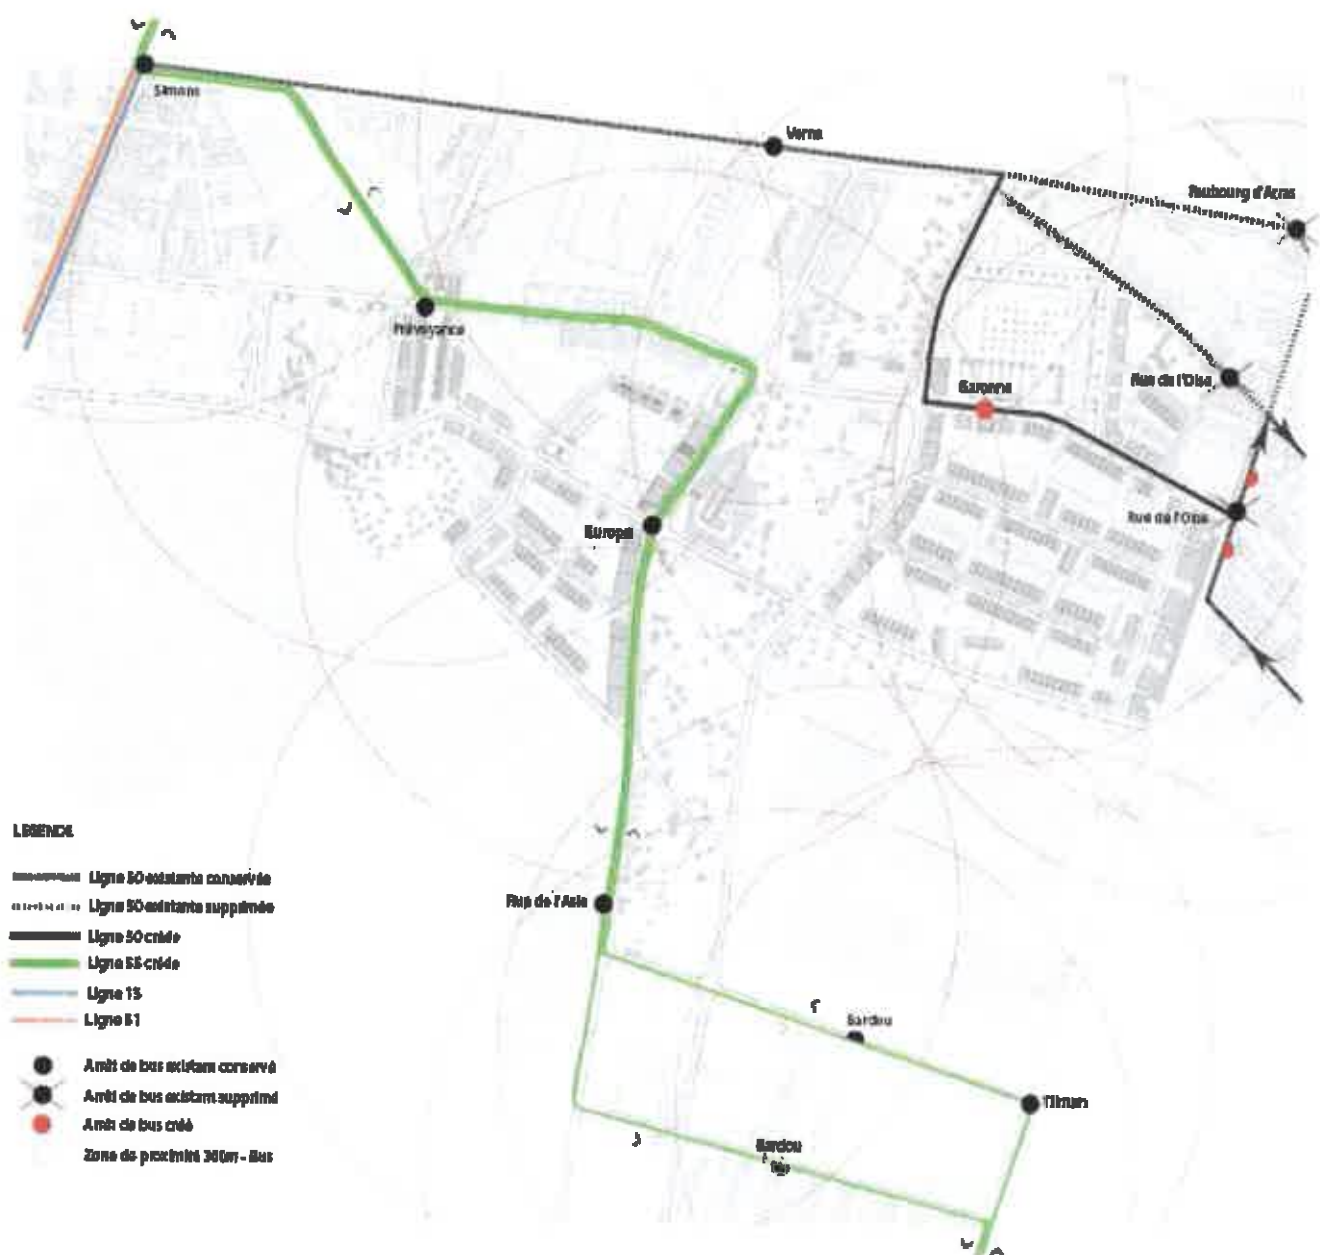 Simons
Verne
Faubourg d'Arras
Prévoyance
Rue de l'Oise
Garonne
Rue de l'Oise
Europe
LEGENDE
Ligne 50 existante conservée
Ligne 50 existante supprimée
Ligne 50 créée
Ligne 55 créée
Ligne 13
Ligne 51
Rue de l'Asie
Bardou
Arrêt de bus existant conservé
Arrêt de bus existant supprimé
Arrêt de bus créé
Zone de proximité 300m - Bus
Bardou